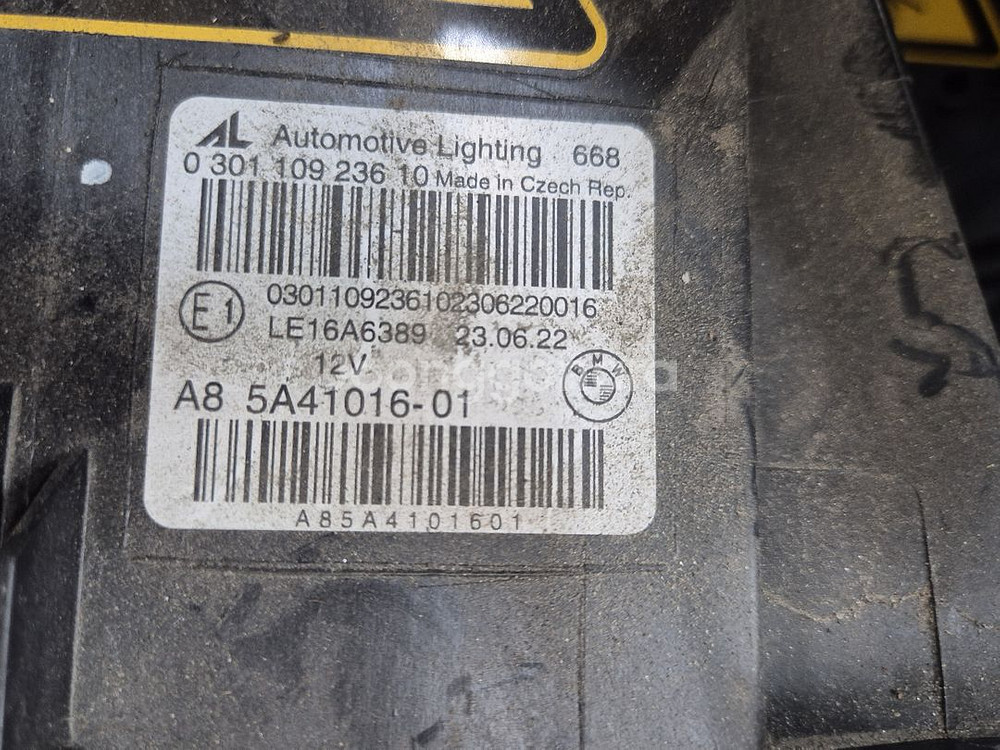 AL Automotive Lighting 668
0 301 109 236 10 Made in Czech Rep.
E1
0301109236102306220016
LE16A6389 23.06.22
12V
BMW
A8 5A41016-01
A85A4101601